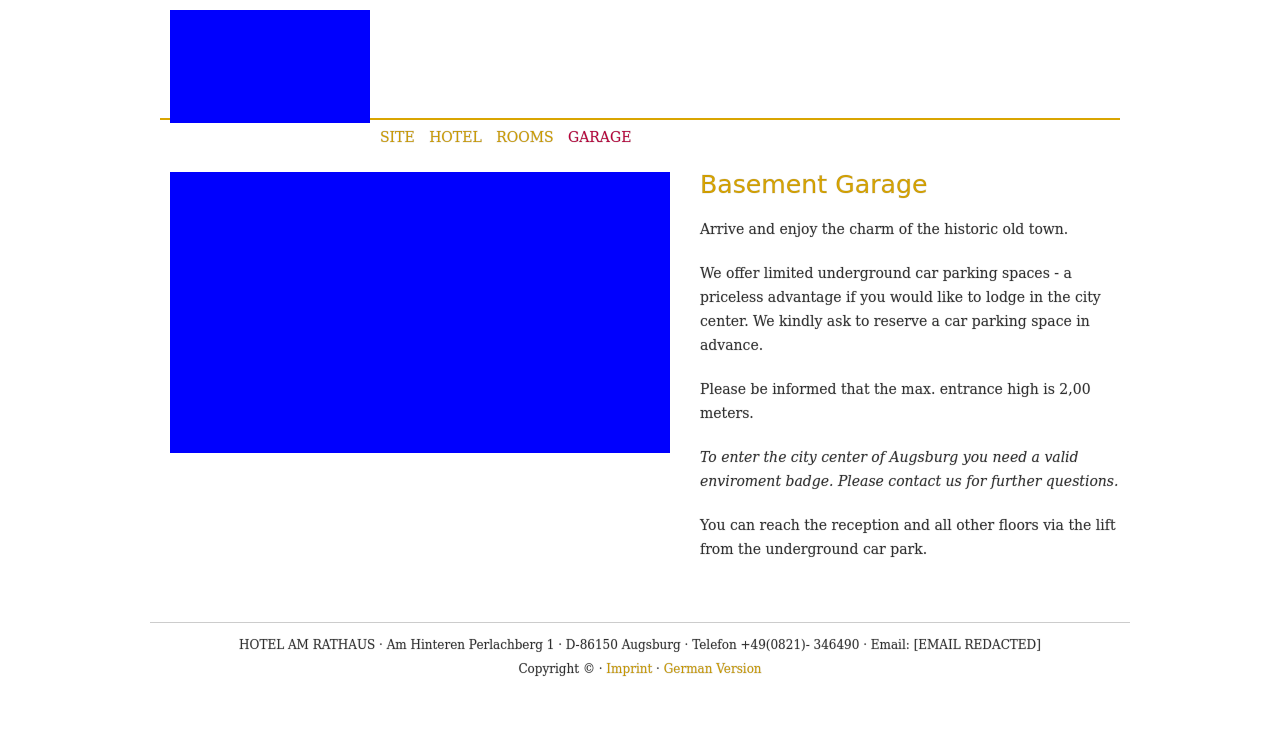 SITE HOTEL ROOMS GARAGE
Basement Garage
Arrive and enjoy the charm of the historic old town.
We offer limited underground car parking spaces - a
priceless advantage if you would like to lodge in the city
center. We kindly ask to reserve a car parking space in
advance.
Please be informed that the max. entrance high is 2,00
meters.
To enter the city center of Augsburg you need a valid
enviroment badge. Please contact us for further questions.
You can reach the reception and all other floors via the lift
from the underground car park.
HOTEL AM RATHAUS · Am Hinteren Perlachberg 1 · D-86150 Augsburg · Telefon +49(0821)- 346490 · Email: [EMAIL REDACTED]
Copyright © · Imprint · German Version